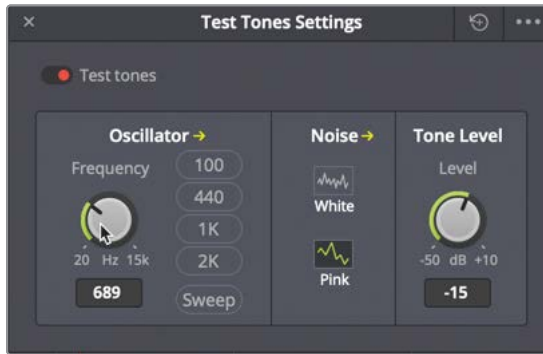 Test Tones Settings
Test tones
Oscillator
Frequency
100
440
1K
2K
Sweep
20 Hz 15k
689
Noise
White
Pink
Tone Level
Level
-50 dB +10
-15